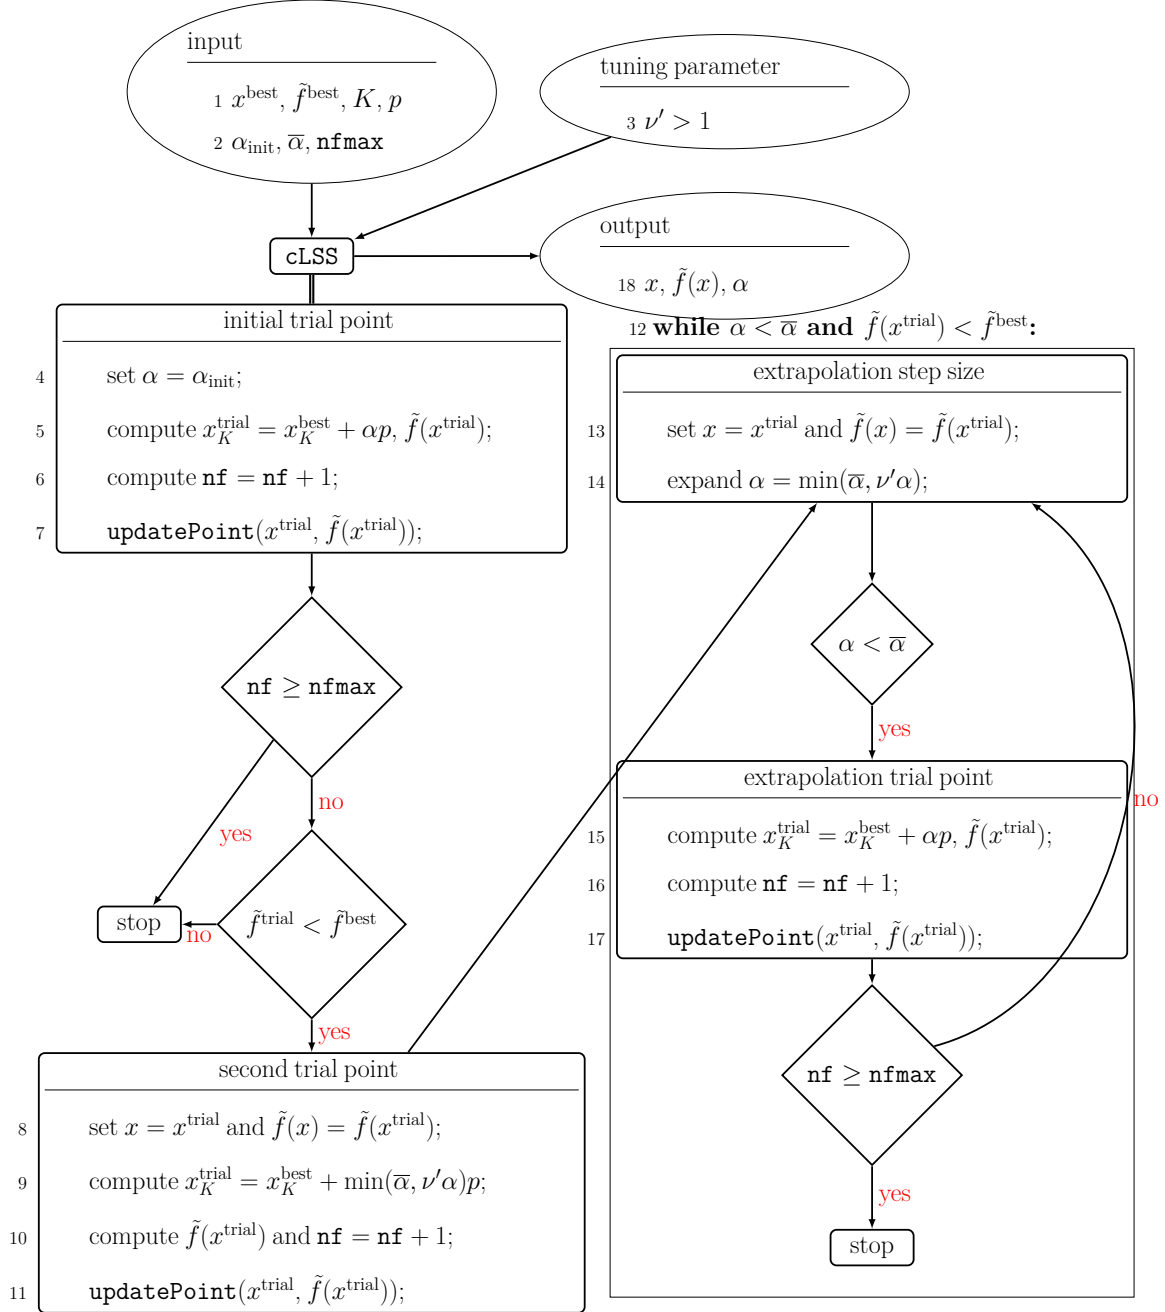 input
1 x^best, f̃^best, K, p
2 α_init, α̅, nfmax
tuning parameter
3 ν′ > 1
cLSS
output
18 x, f̃(x), α
initial trial point
4 set α = α_init;
5 compute x_K^trial = x_K^best + αp, f̃(x^trial);
6 compute nf = nf + 1;
7 updatePoint(x^trial, f̃(x^trial));
nf ≥ nfmax
yes
no
f̃^trial < f̃^best
no
stop
yes
second trial point
8 set x = x^trial and f̃(x) = f̃(x^trial);
9 compute x_K^trial = x_K^best + min(α̅, ν′α)p;
10 compute f̃(x^trial) and nf = nf + 1;
11 updatePoint(x^trial, f̃(x^trial));
12 while α < α̅ and f̃(x^trial) < f̃^best:
extrapolation step size
13 set x = x^trial and f̃(x) = f̃(x^trial);
14 expand α = min(α̅, ν′α);
α < α̅
yes
extrapolation trial point
15 compute x_K^trial = x_K^best + αp, f̃(x^trial);
16 compute nf = nf + 1;
17 updatePoint(x^trial, f̃(x^trial));
no
nf ≥ nfmax
yes
stop